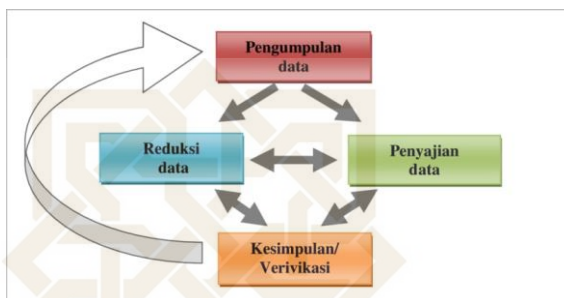 Pengumpulan
data
Reduksi
data
Penyajian
data
Kesimpulan/
Verivikasi